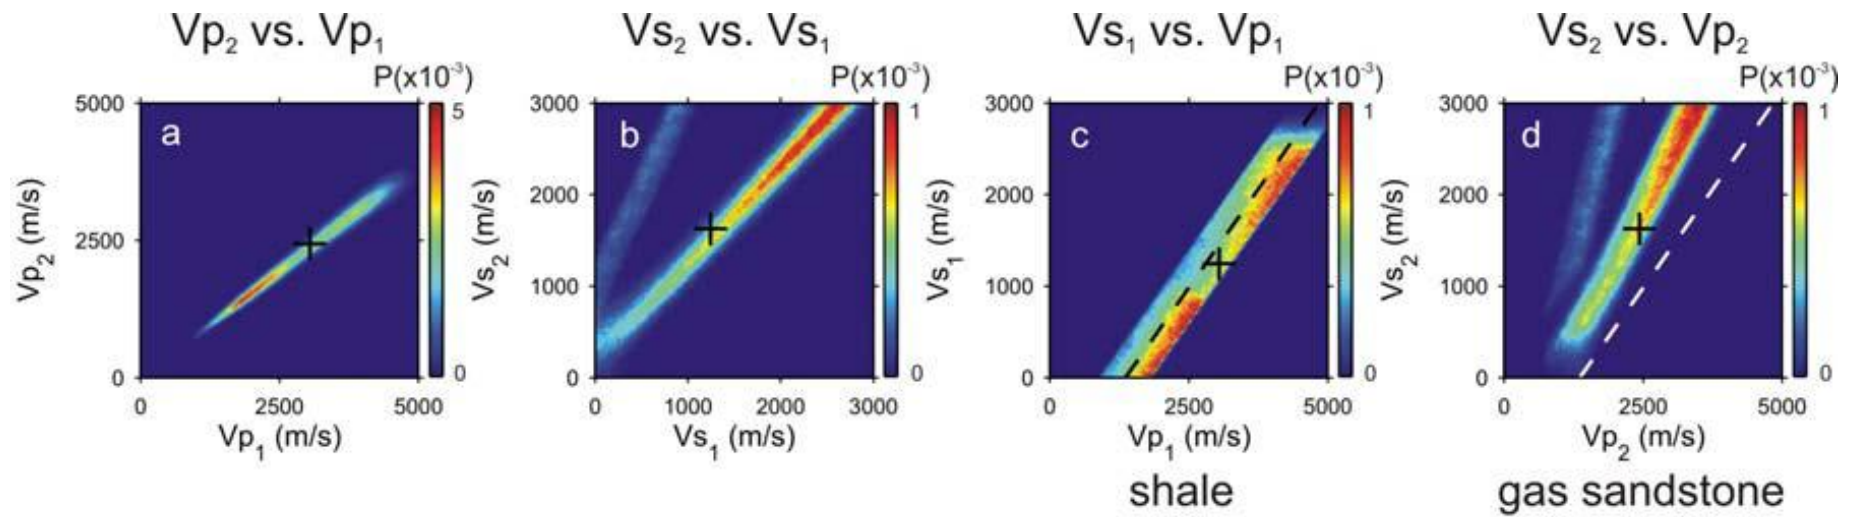 Vp₂ vs. Vp₁
Vs₂ vs. Vs₁
Vs₁ vs. Vp₁
Vs₂ vs. Vp₂
P(x10⁻³)
P(x10⁻³)
P(x10⁻³)
P(x10⁻³)
a
5000
2500
0
Vp₂ (m/s)
0
2500
5000
Vp₁ (m/s)
5
0
b
3000
2000
1000
0
Vs₂ (m/s)
0
1000
2000
3000
Vs₁ (m/s)
1
0
c
3000
2000
1000
0
Vs₁ (m/s)
0
2500
5000
Vp₁ (m/s)
1
0
shale
d
3000
2000
1000
0
Vs₂ (m/s)
0
2500
5000
Vp₂ (m/s)
1
0
gas sandstone